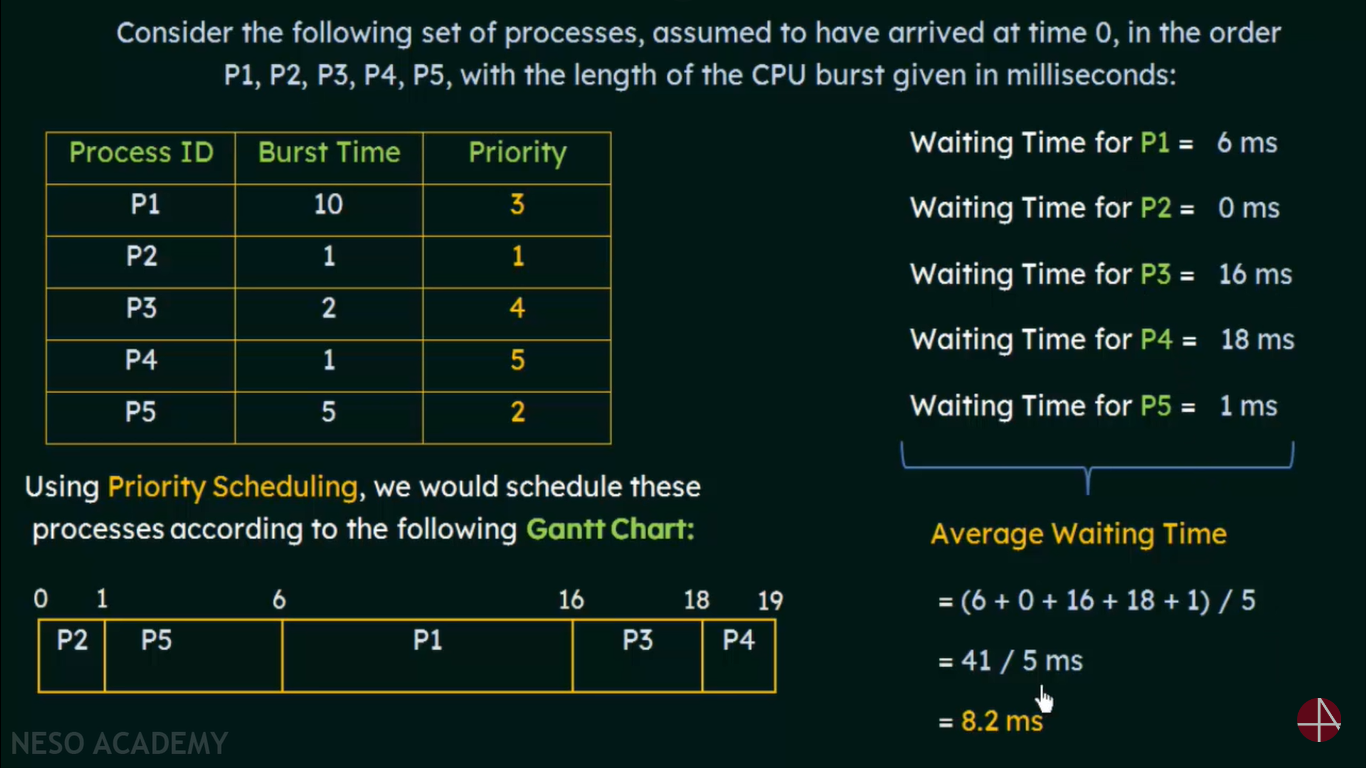 Consider the following set of processes, assumed to have arrived at time 0, in the order
P1, P2, P3, P4, P5, with the length of the CPU burst given in milliseconds:
Process ID Burst Time Priority
P1 10 3
P2 1 1
P3 2 4
P4 1 5
P5 5 2
Using Priority Scheduling, we would schedule these
processes according to the following Gantt Chart:
0 1 6 16 18 19
P2 P5 P1 P3 P4
Waiting Time for P1 = 6 ms
Waiting Time for P2 = 0 ms
Waiting Time for P3 = 16 ms
Waiting Time for P4 = 18 ms
Waiting Time for P5 = 1 ms
Average Waiting Time
= (6 + 0 + 16 + 18 + 1) / 5
= 41 / 5 ms
= 8.2 ms
NESO ACADEMY